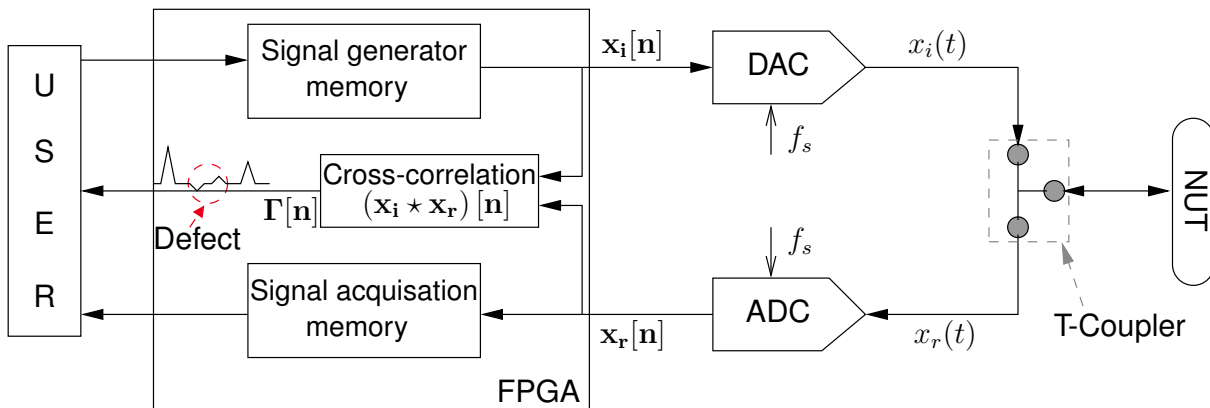 U
S
E
R
Signal generator
memory
x_i[n]
DAC
x_i(t)
f_s
Cross-correlation
(x_i ⋆ x_r) [n]
Γ[n]
Defect
NUT
f_s
Signal acquisation
memory
x_r[n]
ADC
x_r(t)
T-Coupler
FPGA